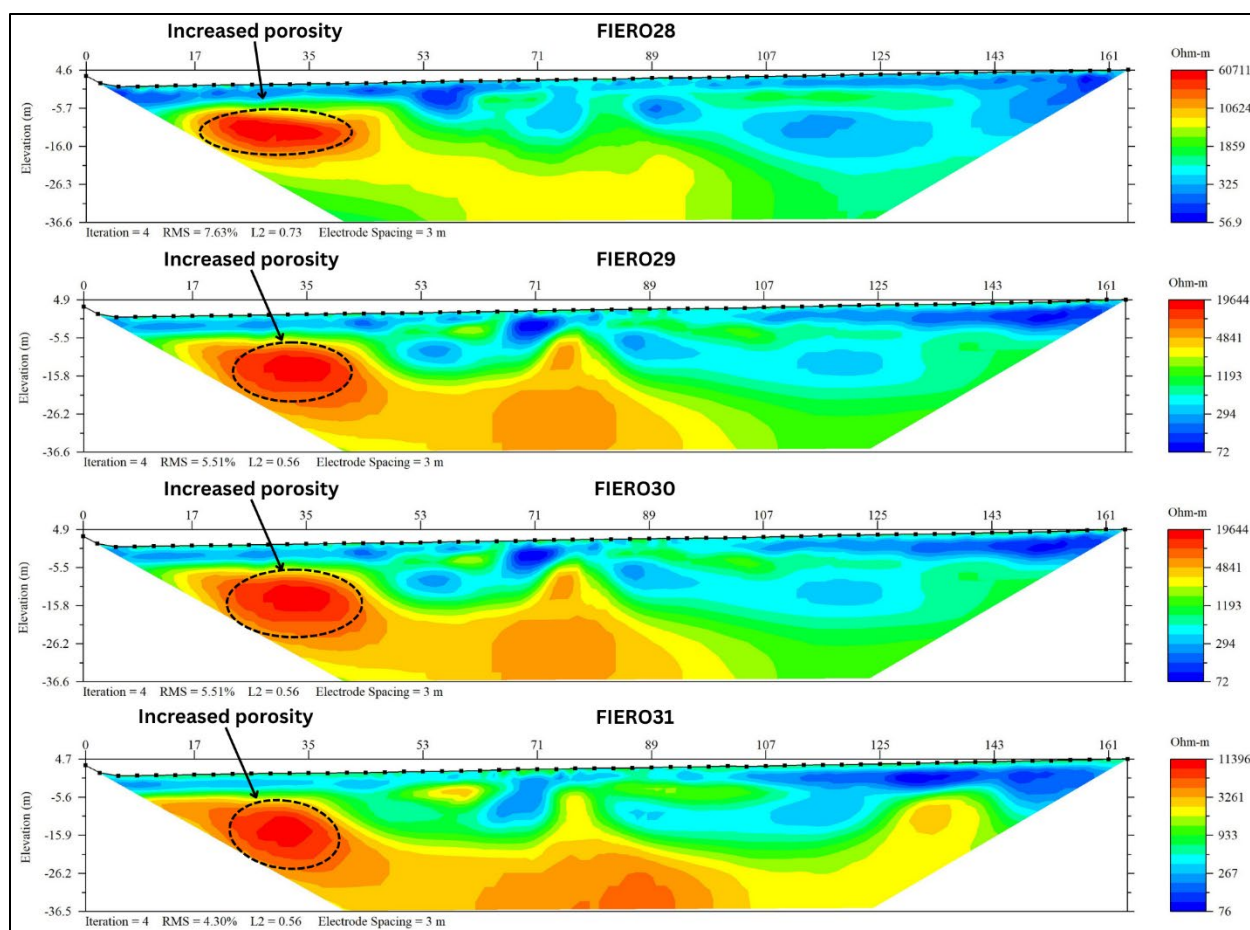 Increased porosity FIERO28
0 17 35 53 71 89 107 125 143 161
Ohm-m
4.6 60711
-5.7 10624
Elevation (m)
-16.0 1859
-26.3 325
-36.6 56.9
Iteration = 4 RMS = 7.63% L2 = 0.73 Electrode Spacing = 3 m
Increased porosity FIERO29
0 17 35 53 71 89 107 125 143 161
Ohm-m
4.9 19644
-5.5 4841
Elevation (m)
-15.8 1193
-26.2 294
-36.6 72
Iteration = 4 RMS = 5.51% L2 = 0.56 Electrode Spacing = 3 m
Increased porosity FIERO30
0 17 35 53 71 89 107 125 143 161
Ohm-m
4.9 19644
-5.5 4841
Elevation (m)
-15.8 1193
-26.2 294
-36.6 72
Iteration = 4 RMS = 5.51% L2 = 0.56 Electrode Spacing = 3 m
Increased porosity FIERO31
0 17 35 53 71 89 107 125 143 161
Ohm-m
4.7 11396
-5.6 3261
Elevation (m)
-15.9 933
-26.2 267
-36.5 76
Iteration = 4 RMS = 4.30% L2 = 0.56 Electrode Spacing = 3 m